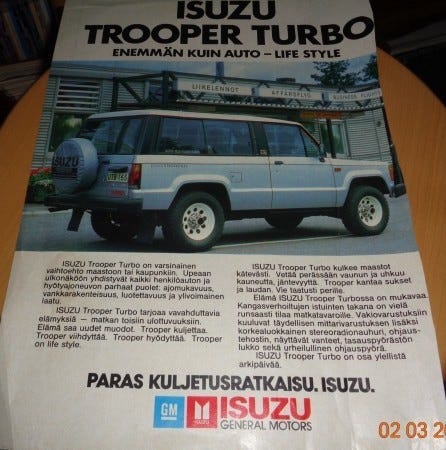 ISUZU
TROOPER TURBO
ENEMMÄN KUIN AUTO – LIFE STYLE
LIIKELENNOT AFFÄRSFLYG BUSINESS FLIGHT
ISUZU
ISUZU Trooper Turbo on varsinainen
vaihtoehto maastoon tai kaupunkiin. Upeaan
ulkonäköön yhdistyvät kaikki henkilöauton ja
hyötyajoneuvon parhaat puolet: ajomukavuus,
vankkarakenteisuus, luotettavuus ja ylivoimainen
laatu.
ISUZU Trooper Turbo tarjoaa vavahduttavia
elämyksiä – matkan toisiin ulottuvuuksiin.
Elämä saa uudet muodot. Trooper kuljettaa.
Trooper viihdyttää. Trooper hyödyttää. Trooper
on life style.
ISUZU Trooper Turbo kulkee maastot
kätevästi. Vetää perässään vaunun ja uhkuu
kauneutta, jäntevyyttä. Trooper kantaa sukset
ja laudan. Vie taatusti perille.
Elämä ISUZU Trooper Turbossa on mukavaa.
Kangasverhoitujen istuinten takana on vielä
runsaasti tilaa matkatavaroille. Vakiovarustuksiin
kuuluvat täydellisen mittarivarustuksen lisäksi
korkealuokkainen stereoradionauhuri, ohjaus-
tehostin, näyttävät vanteet, tasauspyörästön
lukko sekä urheilullinen ohjauspyörä.
ISUZU Trooper Turbo on osa ylellistä
arkipäivää.
PARAS KULJETUSRATKAISU. ISUZU.
GM ISUZU ISUZU
GENERAL MOTORS
02 03 20